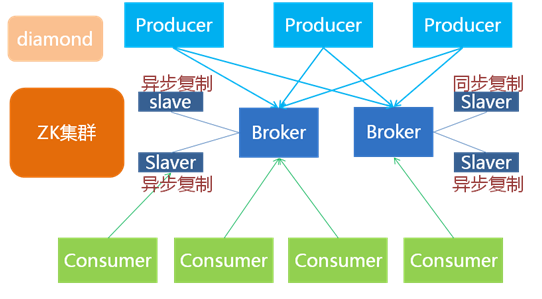 diamond
Producer
Producer
Producer
异步复制
slave
同步复制
Slaver
ZK集群
Broker
Broker
Slaver
异步复制
Slaver
异步复制
Consumer
Consumer
Consumer
Consumer